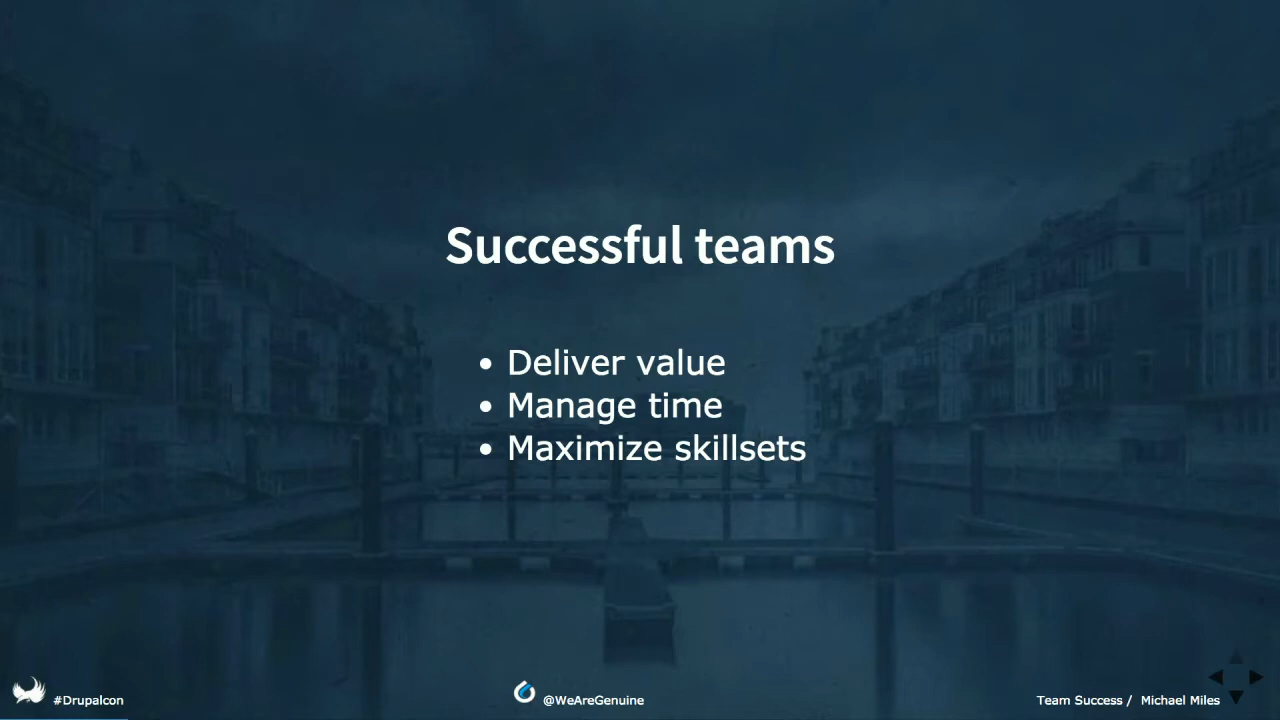 Successful teams
• Deliver value
• Manage time
• Maximize skillsets
#Drupalcon
@WeAreGenuine
Team Success / Michael Miles